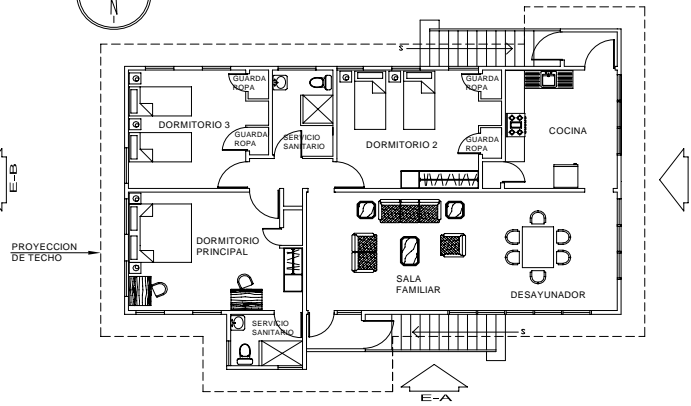 N
S
GUARDA
ROPA
GUARDA
ROPA
DORMITORIO 3
GUARDA
ROPA
SERVICIO
SANITARIO
DORMITORIO 2
GUARDA
ROPA
COCINA
E-B
PROYECCION
DE TECHO
DORMITORIO
PRINCIPAL
SALA
FAMILIAR
DESAYUNADOR
SERVICIO
SANITARIO
S
E-A